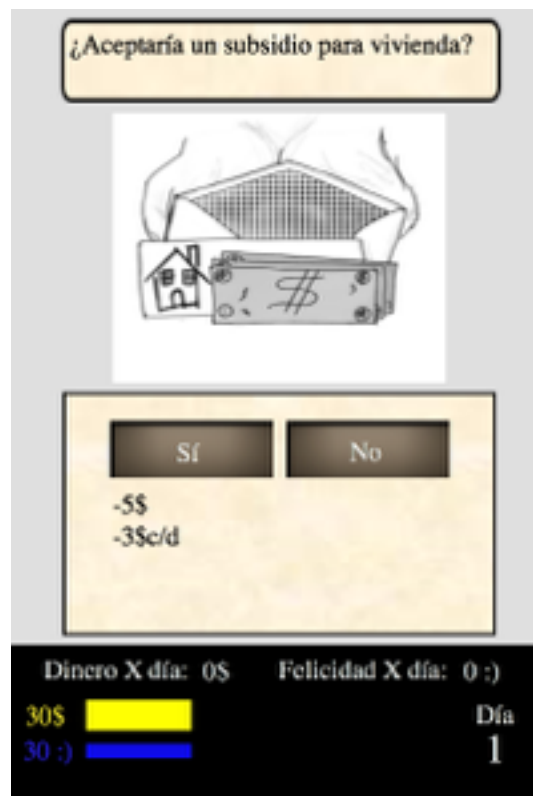 ¿Aceptaría un subsidio para vivienda?
$
Sí No
-5$
-3$c/d
Dinero X día: 0$ Felicidad X día: 0 :)
30$
30 :)
Día
1